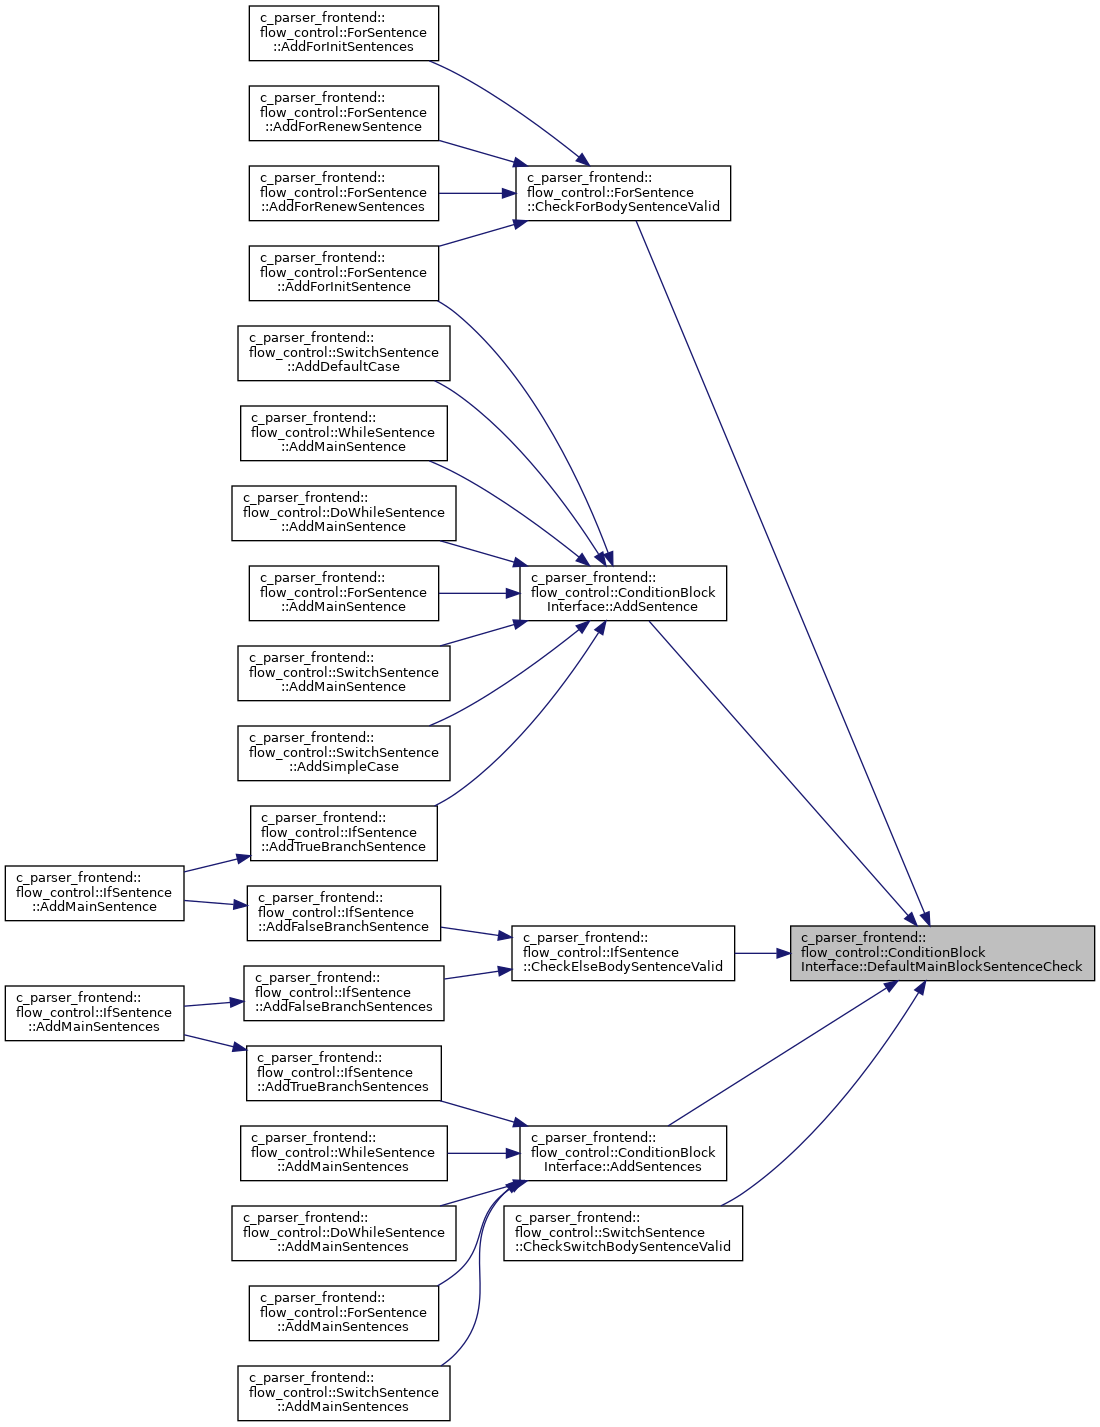 c_parser_frontend::
flow_control::ForSentence
::AddForInitSentences
c_parser_frontend::
flow_control::ForSentence
::AddForRenewSentence
c_parser_frontend::
flow_control::ForSentence
::AddForRenewSentences
c_parser_frontend::
flow_control::ForSentence
::CheckForBodySentenceValid
c_parser_frontend::
flow_control::ForSentence
::AddForInitSentence
c_parser_frontend::
flow_control::SwitchSentence
::AddDefaultCase
c_parser_frontend::
flow_control::WhileSentence
::AddMainSentence
c_parser_frontend::
flow_control::DoWhileSentence
::AddMainSentence
c_parser_frontend::
flow_control::ForSentence
::AddMainSentence
c_parser_frontend::
flow_control::ConditionBlock
Interface::AddSentence
c_parser_frontend::
flow_control::SwitchSentence
::AddMainSentence
c_parser_frontend::
flow_control::SwitchSentence
::AddSimpleCase
c_parser_frontend::
flow_control::IfSentence
::AddTrueBranchSentence
c_parser_frontend::
flow_control::IfSentence
::AddMainSentence
c_parser_frontend::
flow_control::IfSentence
::AddFalseBranchSentence
c_parser_frontend::
flow_control::IfSentence
::CheckElseBodySentenceValid
c_parser_frontend::
flow_control::ConditionBlock
Interface::DefaultMainBlockSentenceCheck
c_parser_frontend::
flow_control::IfSentence
::AddFalseBranchSentences
c_parser_frontend::
flow_control::IfSentence
::AddMainSentences
c_parser_frontend::
flow_control::IfSentence
::AddTrueBranchSentences
c_parser_frontend::
flow_control::WhileSentence
::AddMainSentences
c_parser_frontend::
flow_control::ConditionBlock
Interface::AddSentences
c_parser_frontend::
flow_control::DoWhileSentence
::AddMainSentences
c_parser_frontend::
flow_control::SwitchSentence
::CheckSwitchBodySentenceValid
c_parser_frontend::
flow_control::ForSentence
::AddMainSentences
c_parser_frontend::
flow_control::SwitchSentence
::AddMainSentences